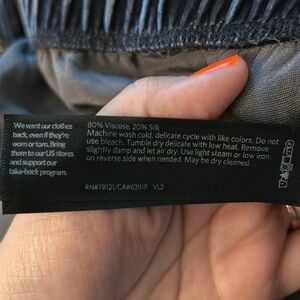 We want our clothes
back, even if they're
worn or torn. Bring
them to our US stores
and support our
take-back program.
80% Viscose, 20% Silk
Machine wash cold, delicate cycle with like colors. Do not
use bleach. Tumble dry delicate with low heat. Remove
slightly damp and let air dry. Use light steam or low iron
on reverse side when needed. May be dry cleaned.
RN#78121/CA#63918 VL2